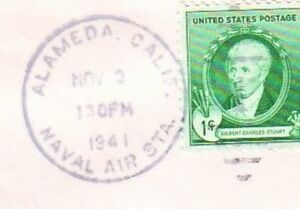 ALAMEDA, CALIF.
NOV 3
130PM
1941
NAVAL AIR STA.
UNITED STATES POSTAGE
1¢
GILBERT CHARLES STUART